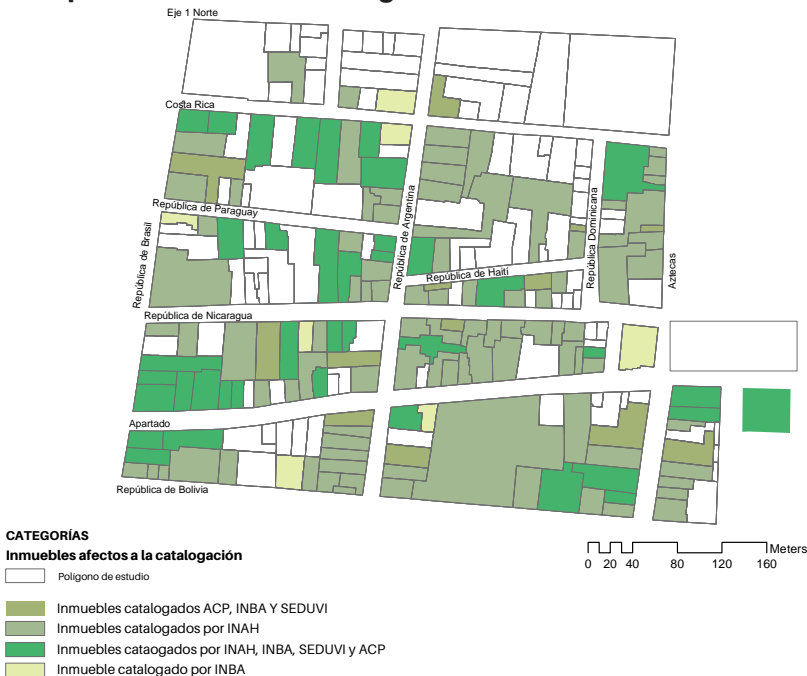 Eje 1 Norte
Costa Rica
República de Paraguay
República de Brasil
República de Argentina
República Dominicana
República de Haití
Aztecas
República de Nicaragua
Apartado
República de Bolivia
CATEGORÍAS
Inmuebles afectos a la catalogación
Polígono de estudio
Inmuebles catalogados ACP, INBA Y SEDUVI
Inmuebles catalogados por INAH
Inmuebles cataogados por INAH, INBA, SEDUVI y ACP
Inmueble catalogado por INBA
Meters
0 20 40 80 120 160